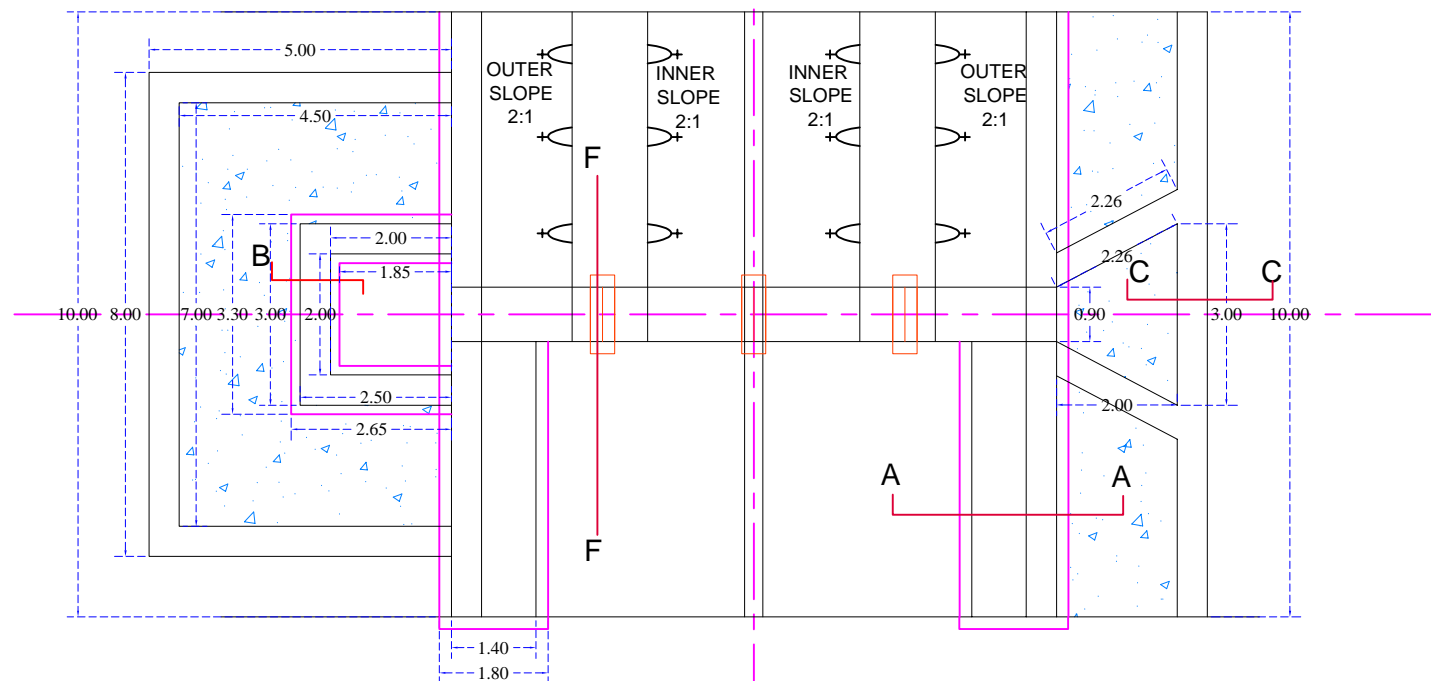 5.00
OUTER
SLOPE
2:1
INNER
SLOPE
2:1
INNER
SLOPE
2:1
OUTER
SLOPE
2:1
4.50
F
2.26
B
2.00
1.85
2.26
C
C
10.00
8.00
7.00
3.30
3.00
2.00
0.90
3.00
10.00
2.50
2.00
2.65
A
A
F
1.40
1.80